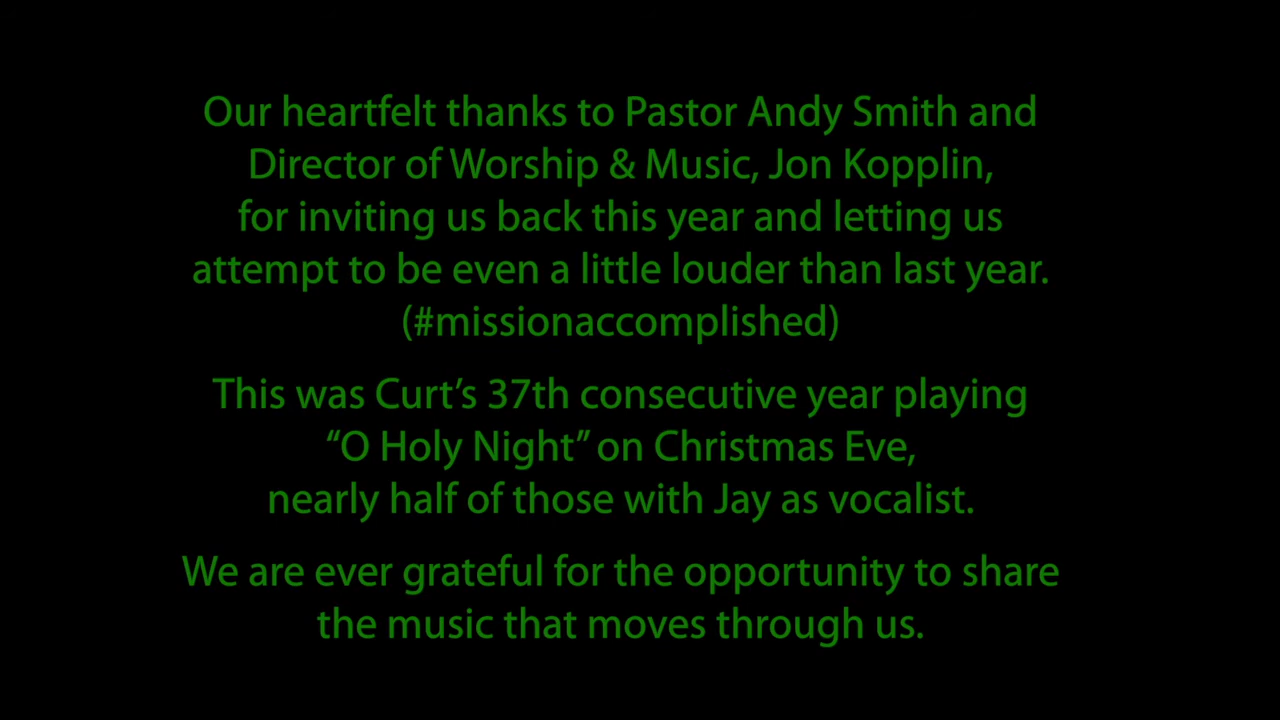 Our heartfelt thanks to Pastor Andy Smith and
Director of Worship & Music, Jon Kopplin,
for inviting us back this year and letting us
attempt to be even a little louder than last year.
(#missionaccomplished)
This was Curt’s 37th consecutive year playing
“O Holy Night” on Christmas Eve,
nearly half of those with Jay as vocalist.
We are ever grateful for the opportunity to share
the music that moves through us.